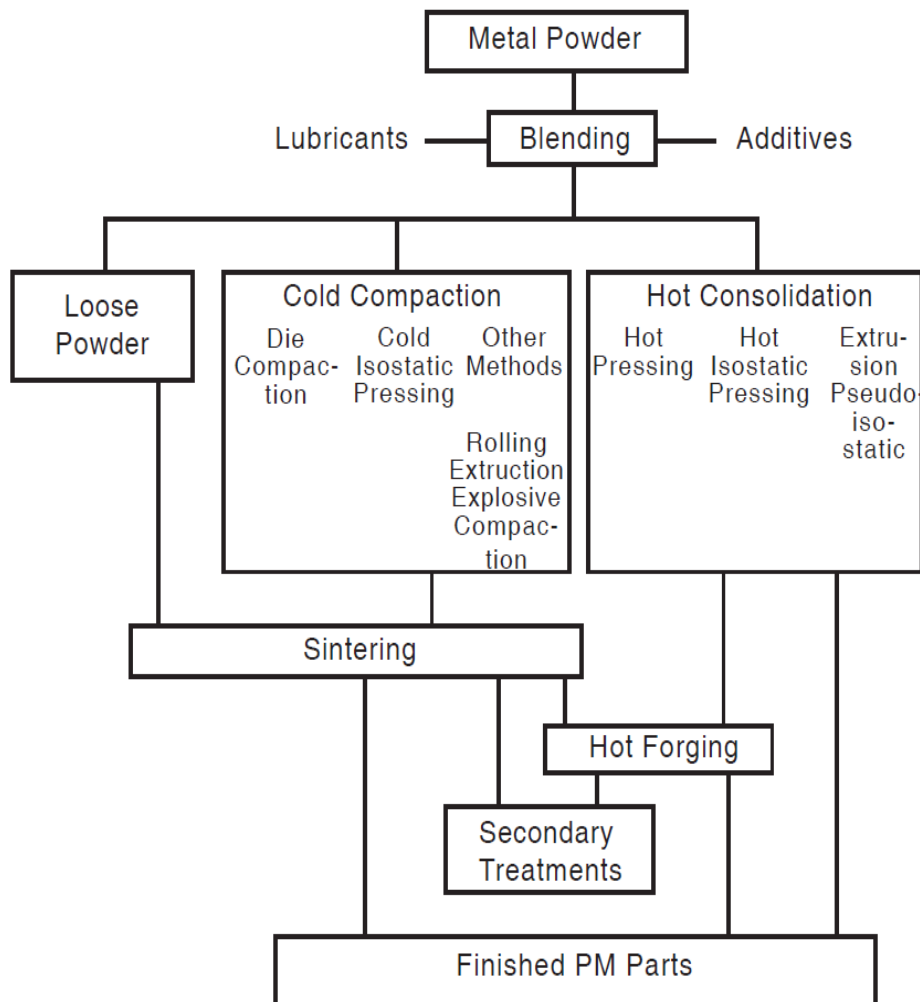 Metal Powder
Lubricants
Blending
Additives
Loose
Powder
Cold Compaction
Die
Compac-
tion
Cold
Isostatic
Pressing
Other
Methods
Rolling
Extruction
Explosive
Compac-
tion
Hot Consolidation
Hot
Pressing
Hot
Isostatic
Pressing
Extru-
sion
Pseudo-
iso-
static
Sintering
Hot Forging
Secondary
Treatments
Finished PM Parts